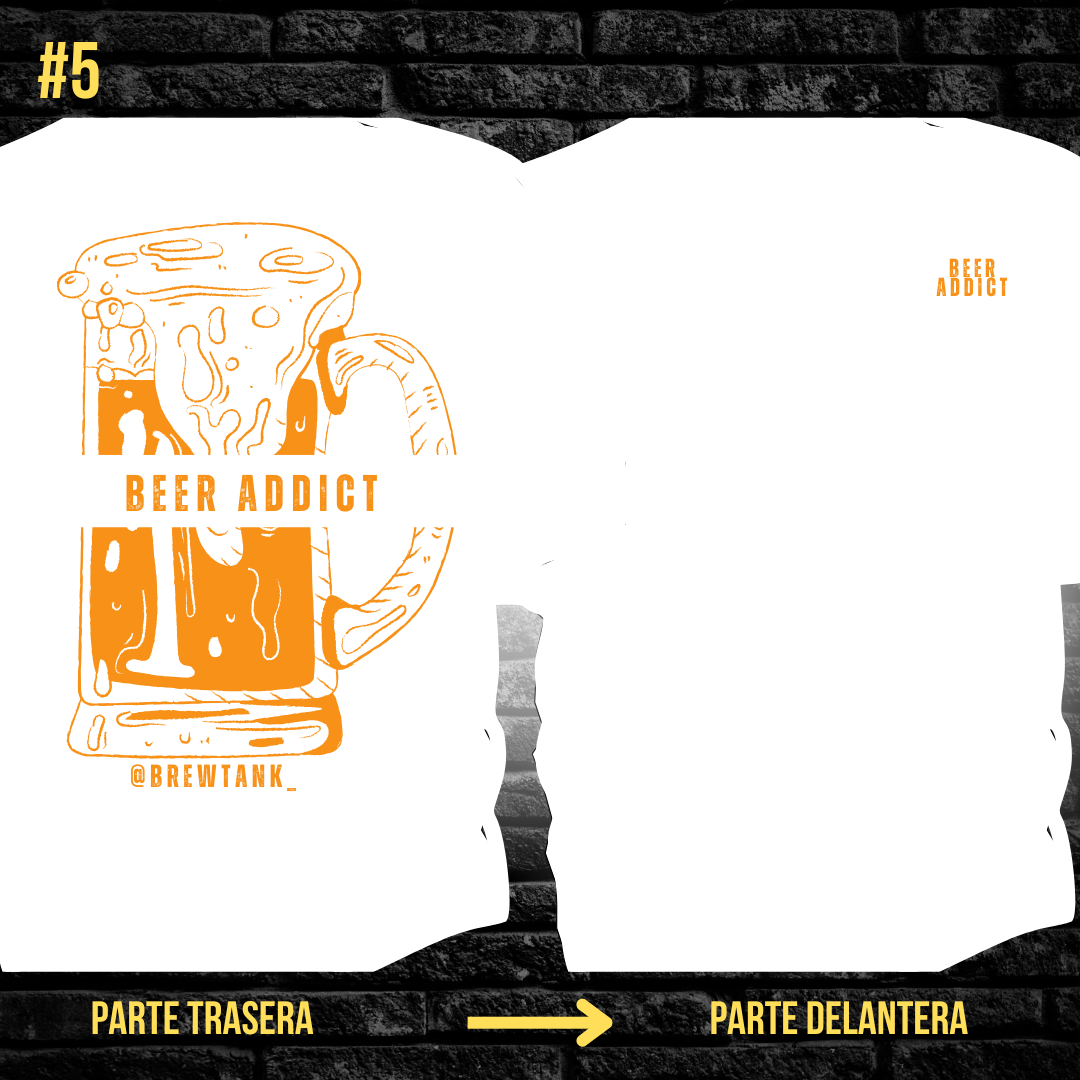 #5
BEER ADDICT
@BREWTANK_
BEER
ADDICT
PARTE TRASERA
PARTE DELANTERA